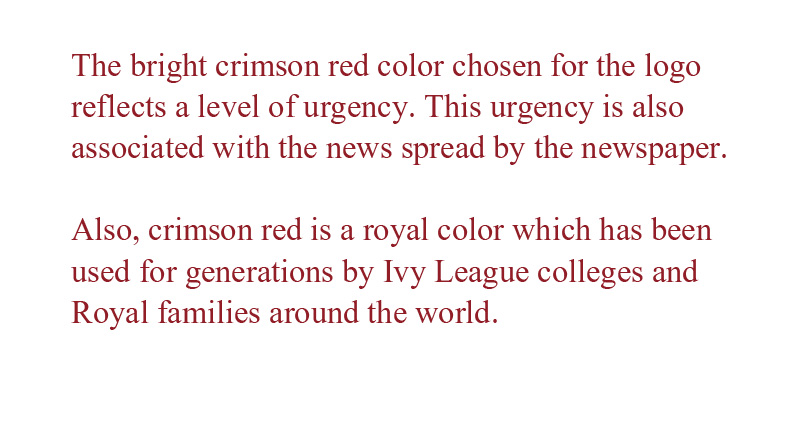 The bright crimson red color chosen for the logo
reflects a level of urgency. This urgency is also
associated with the news spread by the newspaper.
Also, crimson red is a royal color which has been
used for generations by Ivy League colleges and
Royal families around the world.